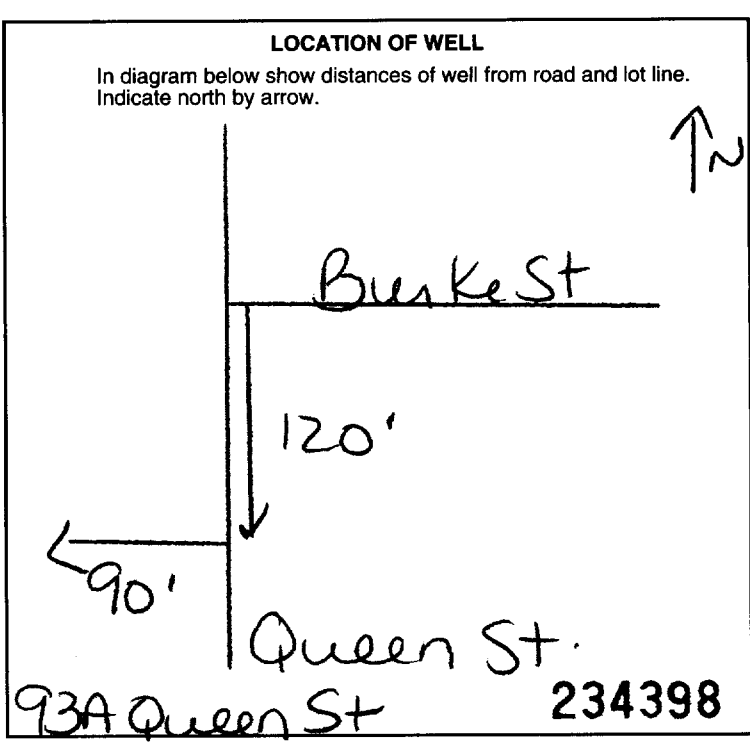 LOCATION OF WELL
In diagram below show distances of well from road and lot line.
Indicate north by arrow.
N
Burke St
120'
90'
Queen St.
93A Queen St
234398